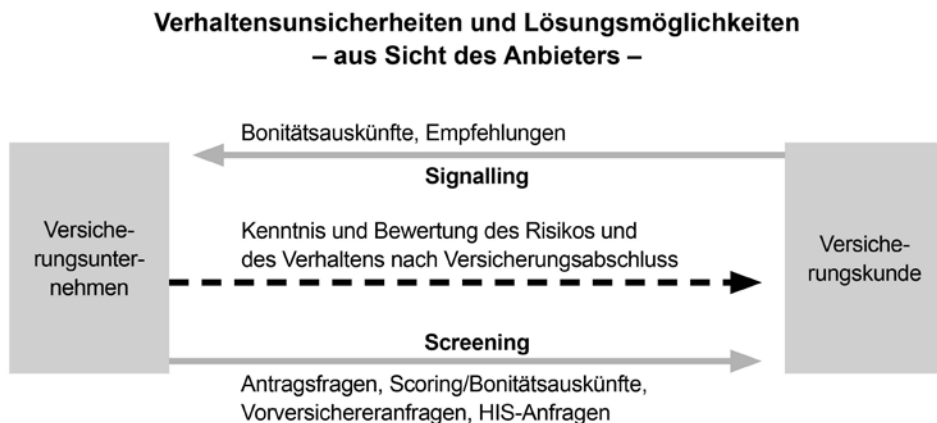 Verhaltensunsicherheiten und Lösungsmöglichkeiten
– aus Sicht des Anbieters –
Bonitätsauskünfte, Empfehlungen
Signalling
Versiche-
rungsunter-
nehmen
Kenntnis und Bewertung des Risikos und
des Verhaltens nach Versicherungsabschluss
Versiche-
rungskunde
Screening
Antragsfragen, Scoring/Bonitätsauskünfte,
Vorversichereranfragen, HIS-Anfragen